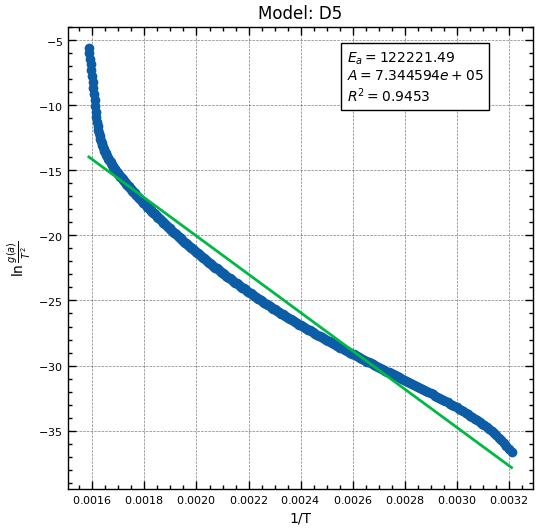 Model: D5
E_a = 122221.49
A = 7.344594e + 05
R^2 = 0.9453
ln g(a)/T^2
−5
−10
−15
−20
−25
−30
−35
0.0016 0.0018 0.0020 0.0022 0.0024 0.0026 0.0028 0.0030 0.0032
1/T